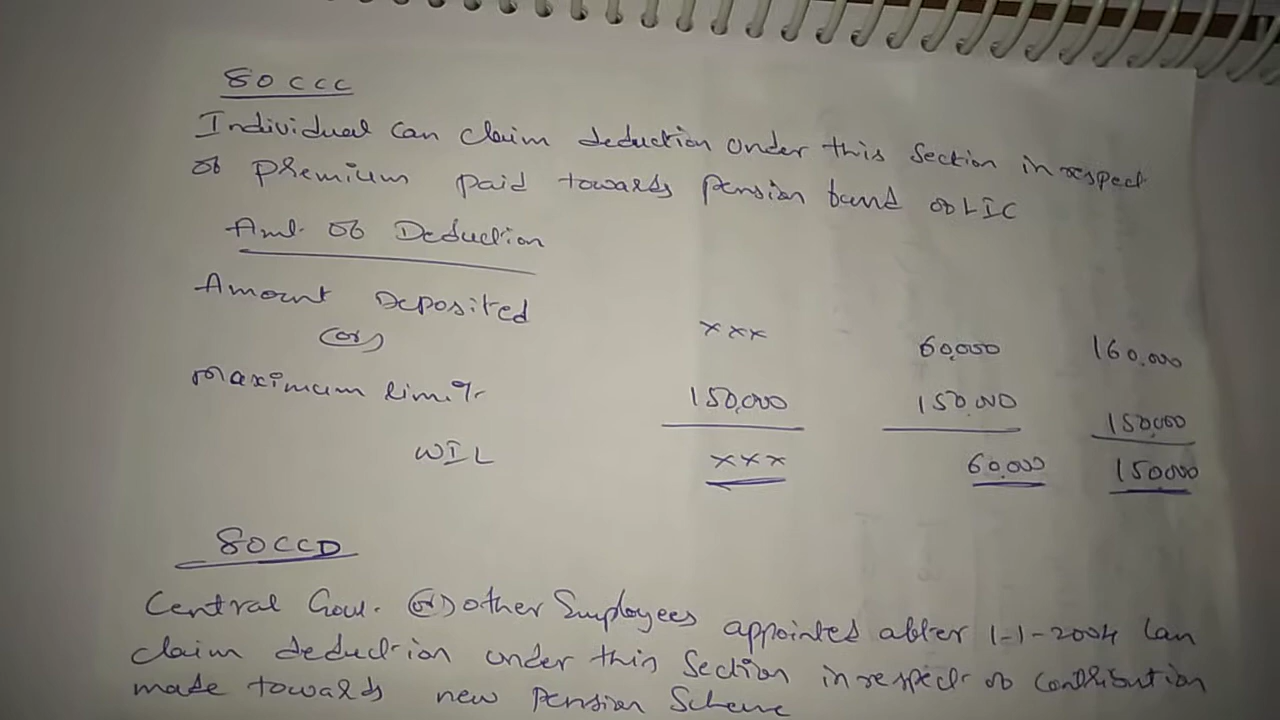 80CCC
Individual can claim deduction under this section in respect
of premium paid towards pension fund of LIC
Amt. of Deduction
Amount Deposited xxx 60,000 160,000
(or)
Maximum limit 150,000 150,000 150,000
WIL xxx 60,000 150,000
80CCD
Central Govt. (or) other Employees appointed after 1-1-2004 Can
claim deduction under this section in respect of contribution
made towards new pension Scheme